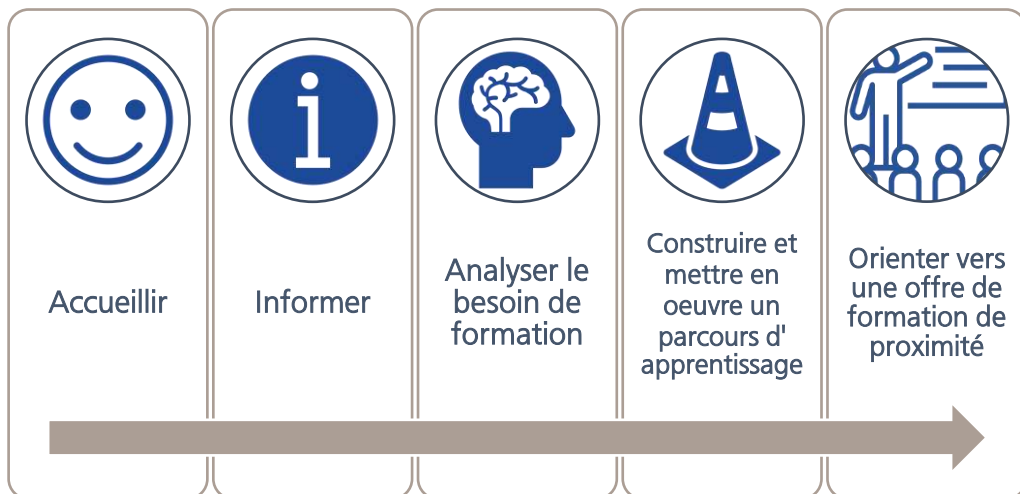 Accueillir
Informer
Analyser le
besoin de
formation
Construire et
mettre en
oeuvre un
parcours d'
apprentissage
Orienter vers
une offre de
formation de
proximité